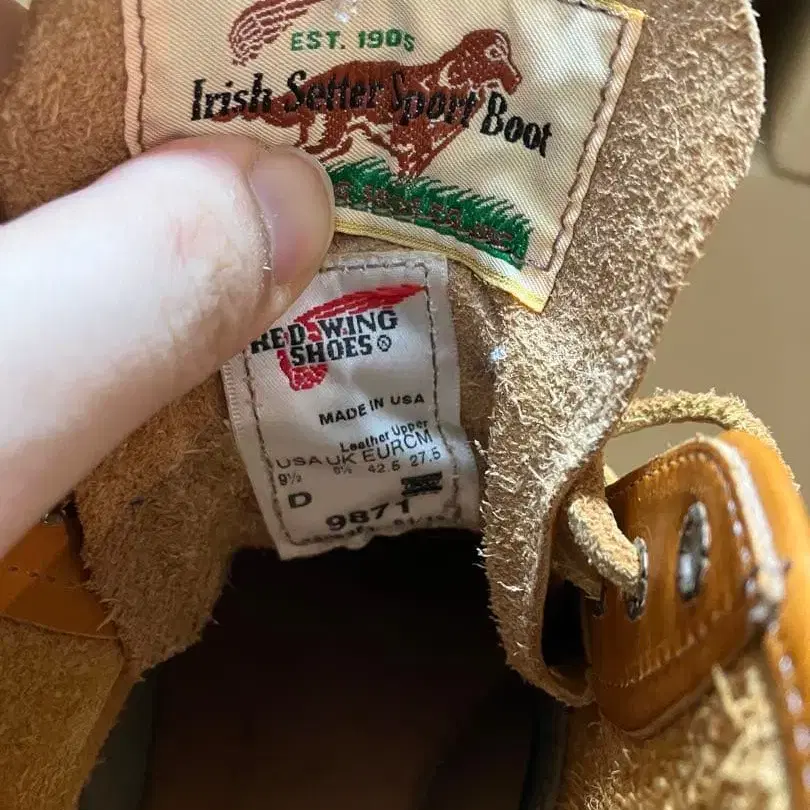 EST. 1905
Irish Setter Sport Boot
RED WING
SHOES®
MADE IN USA
Leather Upper
USA UK EUR CM
9½ 8½ 42.5 27.5
D
9871